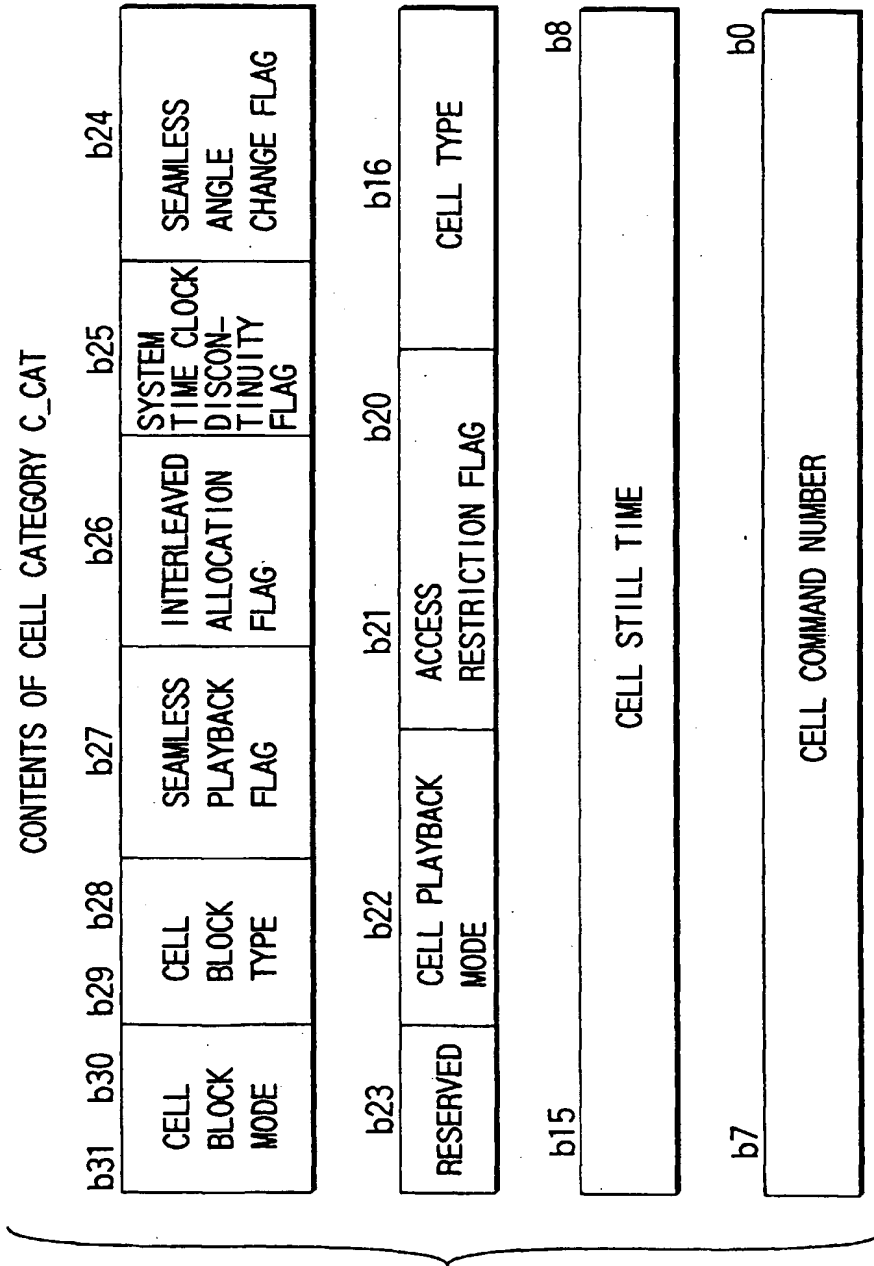 CONTENTS OF CELL CATEGORY C_CAT
b31 b30 b29 b28 b27 b26 b25 b24
CELL
BLOCK
MODE
CELL
BLOCK
TYPE
SEAMLESS
PLAYBACK
FLAG
INTERLEAVED
ALLOCATION
FLAG
SYSTEM
TIME CLOCK
DISCON-
TINUITY
FLAG
SEAMLESS
ANGLE
CHANGE FLAG
b23 b22 b21 b20 b16
RESERVED
CELL PLAYBACK
MODE
ACCESS
RESTRICTION FLAG
CELL TYPE
b15 b8
CELL STILL TIME
b7 b0
CELL COMMAND NUMBER